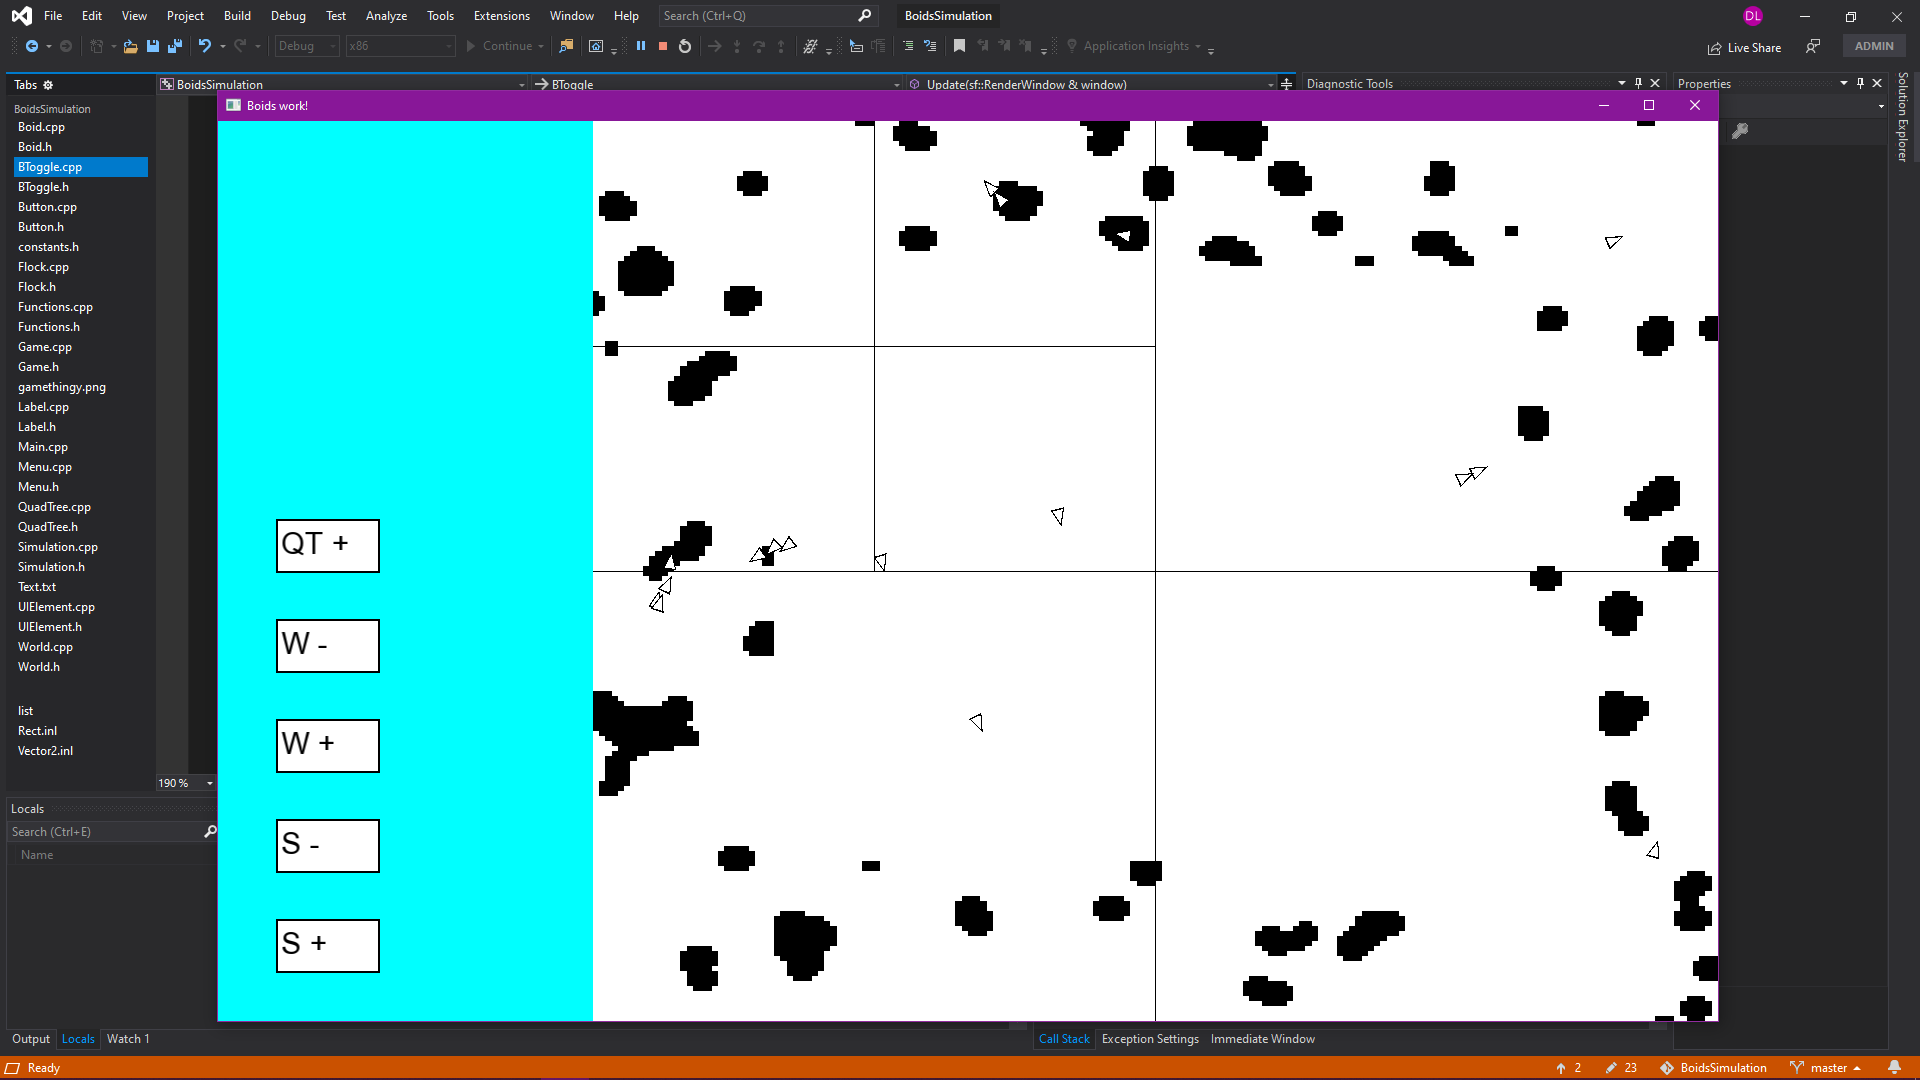 File Edit View Project Build Debug Test Analyze Tools Extensions Window Help Search (Ctrl+Q) BoidsSimulation DL
Debug x86 Continue Application Insights Live Share ADMIN
Tabs BoidsSimulation BToggle Update(sf::RenderWindow & window) Diagnostic Tools Properties Solution Explorer
Boids work!
BoidsSimulation
Boid.cpp
Boid.h
BToggle.cpp
BToggle.h
Button.cpp
Button.h
constants.h
Flock.cpp
Flock.h
Functions.cpp
Functions.h
Game.cpp
Game.h
gamethingy.png
Label.cpp
Label.h
Main.cpp
Menu.cpp
Menu.h
QuadTree.cpp
QuadTree.h
Simulation.cpp
Simulation.h
Text.txt
UIElement.cpp
UIElement.h
World.cpp
World.h
list
Rect.inl
Vector2.inl
190 %
QT +
W -
W +
S -
S +
Locals
Search (Ctrl+E)
Name
Output Locals Watch 1 Call Stack Exception Settings Immediate Window
Ready 2 23 BoidsSimulation master